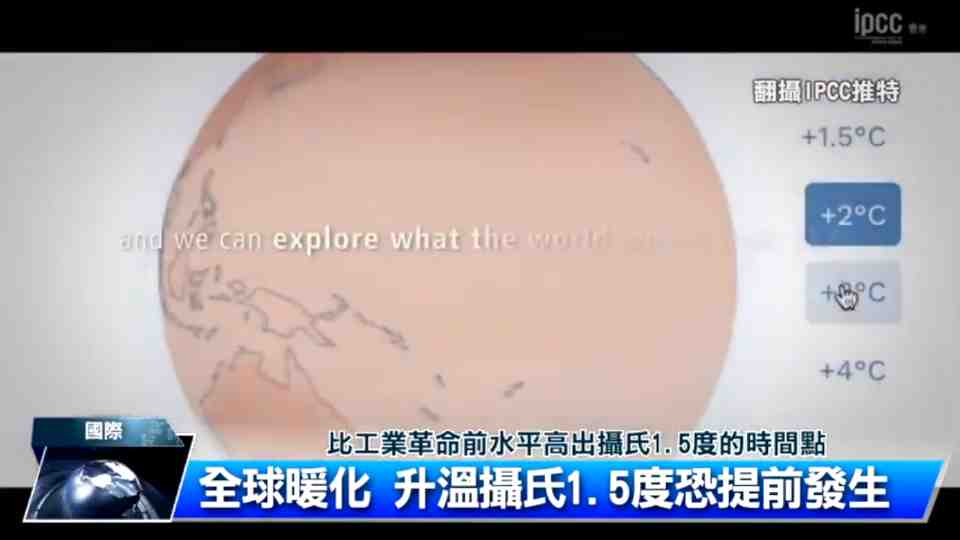 ipcc
翻攝IPCC推特
+1.5°C
+2°C
and we can explore what the world
°C
+4°C
國際
比工業革命前水平高出攝氏1.5度的時間點
全球暖化 升溫攝氏1.5度恐提前發生